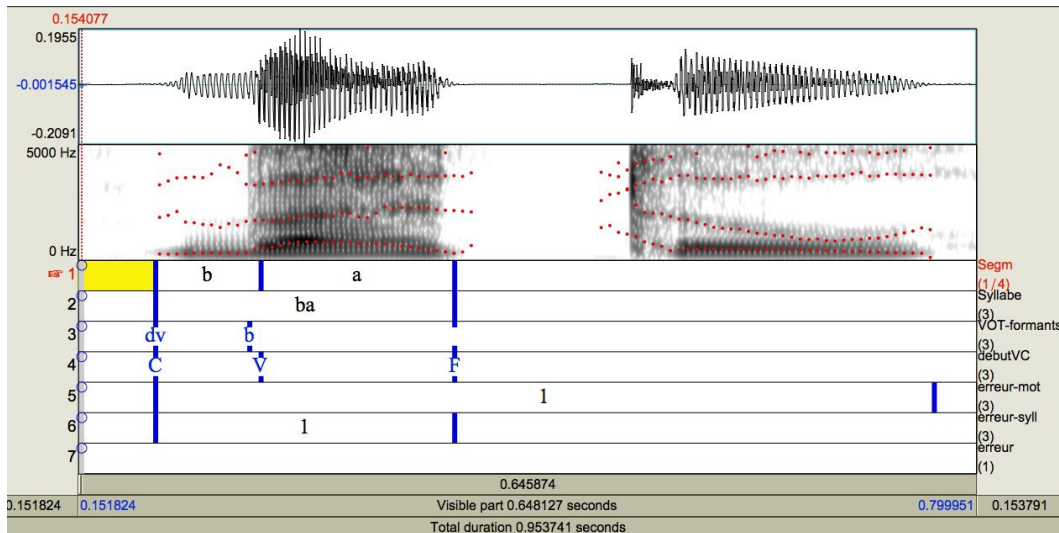 0.154077
0.1955
-0.001545
-0.2091
5000 Hz
0 Hz
☞ 1 b a Segm
(1/4)
2 ba Syllabe
(3)
3 dv b VOT-formants
(3)
4 C V F debutVC
(3)
5 1 erreur-mot
(3)
6 1 erreur-syll
(3)
7 erreur
(1)
0.645874
0.151824 0.151824 Visible part 0.648127 seconds 0.799951 0.153791
Total duration 0.953741 seconds